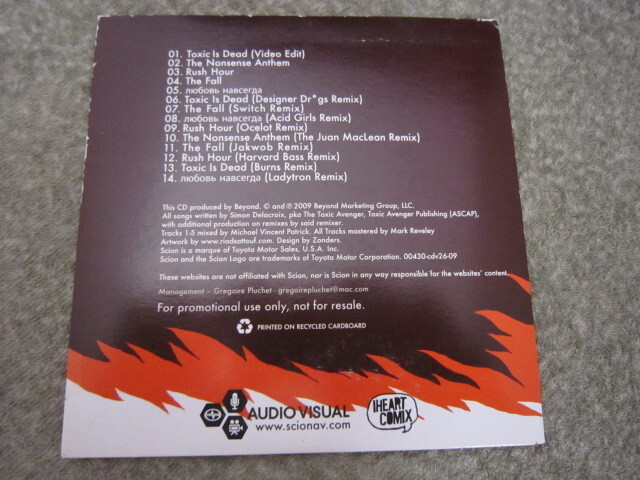 01. Toxic Is Dead (Video Edit)
02. The Nonsense Anthem
03. Rush Hour
04. The Fall
05. любовь навсегда
06. Toxic Is Dead (Designer Dr*gs Remix)
07. The Fall (Switch Remix)
08. любовь навсегда (Acid Girls Remix)
09. Rush Hour (Ocelot Remix)
10. The Nonsense Anthem (The Juan MacLean Remix)
11. The Fall (Jakwob Remix)
12. Rush Hour (Harvard Bass Remix)
13. Toxic Is Dead (Burns Remix)
14. любовь навсегда (Ladytron Remix)
This CD produced by Beyond. © and ℗ 2009 Beyond Marketing Group, LLC.
All songs written by Simon Delacroix, pka The Toxic Avenger, Toxic Avenger Publishing (ASCAP),
with additional production on remixes by said remixer.
Tracks 1-5 mixed by Michael Vincent Patrick. All Tracks mastered by Mark Reveley
Artwork by www.riadsattouf.com. Design by Zonders.
Scion is a marque of Toyota Motor Sales, U.S.A. Inc.
Scion and the Scion Logo are trademarks of Toyota Motor Corporation. 00430-cdv26-09
These websites are not affiliated with Scion, nor is Scion in any way responsible for the websites' content.
Management – Gregoire Pluchet - gregoirepluchet@mac.com
For promotional use only, not for resale.
PRINTED ON RECYCLED CARDBOARD
AUDIO VISUAL
www.scionav.com
IHEART
COMIX